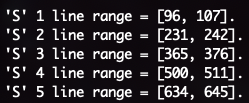 'S' 1 line range = [96, 107].
'S' 2 line range = [231, 242].
'S' 3 line range = [365, 376].
'S' 4 line range = [500, 511].
'S' 5 line range = [634, 645].